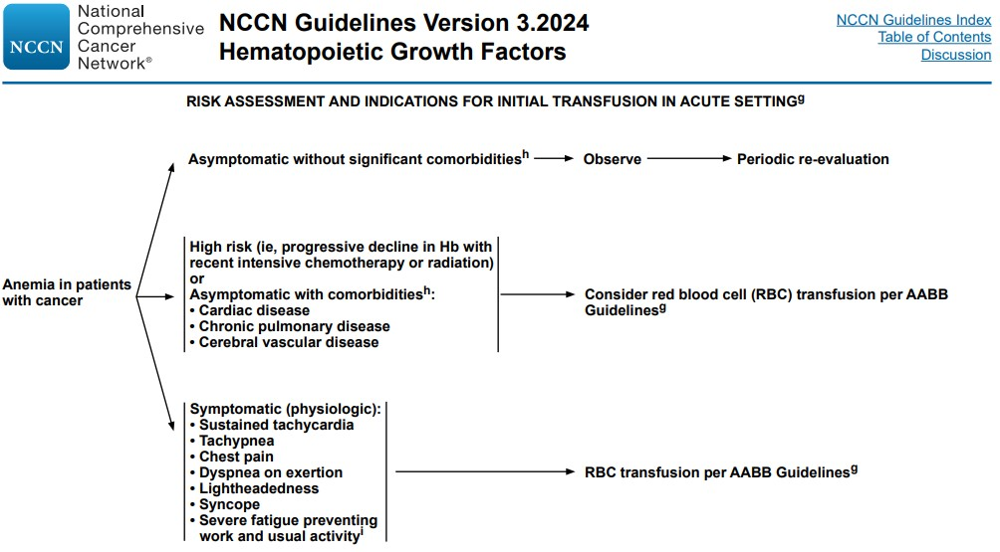 National
Comprehensive
Cancer
Network®
NCCN
NCCN Guidelines Version 3.2024
Hematopoietic Growth Factors
NCCN Guidelines Index
Table of Contents
Discussion
RISK ASSESSMENT AND INDICATIONS FOR INITIAL TRANSFUSION IN ACUTE SETTINGg
Asymptomatic without significant comorbiditiesh
Observe
Periodic re-evaluation
Anemia in patients
with cancer
High risk (ie, progressive decline in Hb with
recent intensive chemotherapy or radiation)
or
Asymptomatic with comorbiditiesh:
• Cardiac disease
• Chronic pulmonary disease
• Cerebral vascular disease
Consider red blood cell (RBC) transfusion per AABB
Guidelinesg
Symptomatic (physiologic):
• Sustained tachycardia
• Tachypnea
• Chest pain
• Dyspnea on exertion
• Lightheadedness
• Syncope
• Severe fatigue preventing
work and usual activityi
RBC transfusion per AABB Guidelinesg